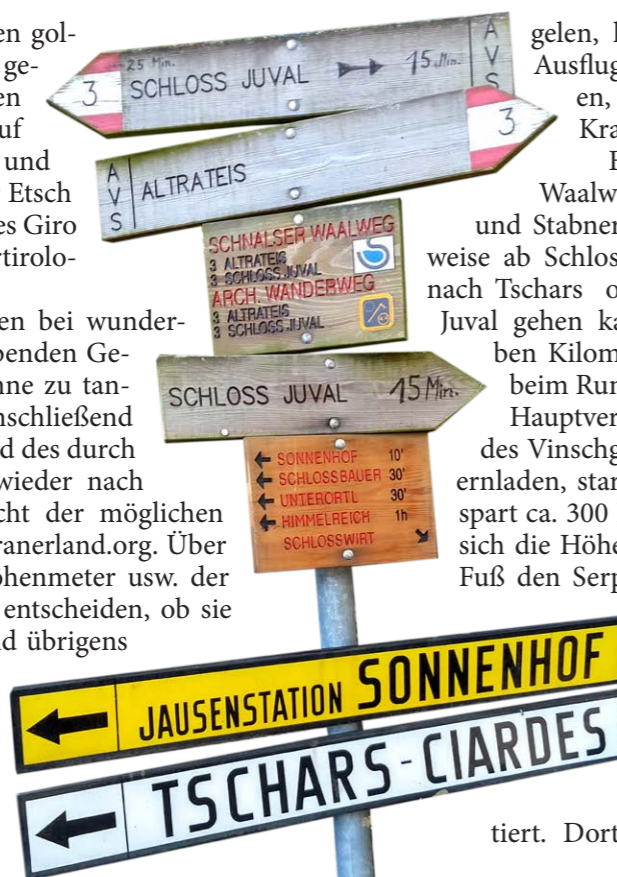 en gol-
ge-
en
uf
und
Etsch
es Giro
rtirolo-
en bei wunder-
benden Ge-
nne zu tan-
nschließend
d des durch
wieder nach
cht der möglichen
ranerland.org. Über
öhenmeter usw. der
entscheiden, ob sie
nd übrigens
25 Min.
3 SCHLOSS JUVAL 15 Min. AVS
AVS ALTRATEIS 3
SCHNALSER WAALWEG
3 ALTRATEIS
3 SCHLOSS JUVAL
ARCH. WANDERWEG
3 ALTRATEIS
3 SCHLOSS JUVAL
SCHLOSS JUVAL 15 Min.
SONNENHOF 10'
SCHLOSSBAUER 30'
UNTERORTL 30'
HIMMELREICH 1h
SCHLOSSWIRT
JAUSENSTATION SONNENHOF
TSCHARS-CIARDES
gelen,
Ausflug
en,
Kra
Waalw
und Stabner
weise ab Schlos
nach Tschars o
Juval gehen ka
ben Kilom
beim Run
Hauptver
des Vinschg
ernladen, star
spart ca. 300
sich die Höhe
Fuß den Serp
tiert. Dort